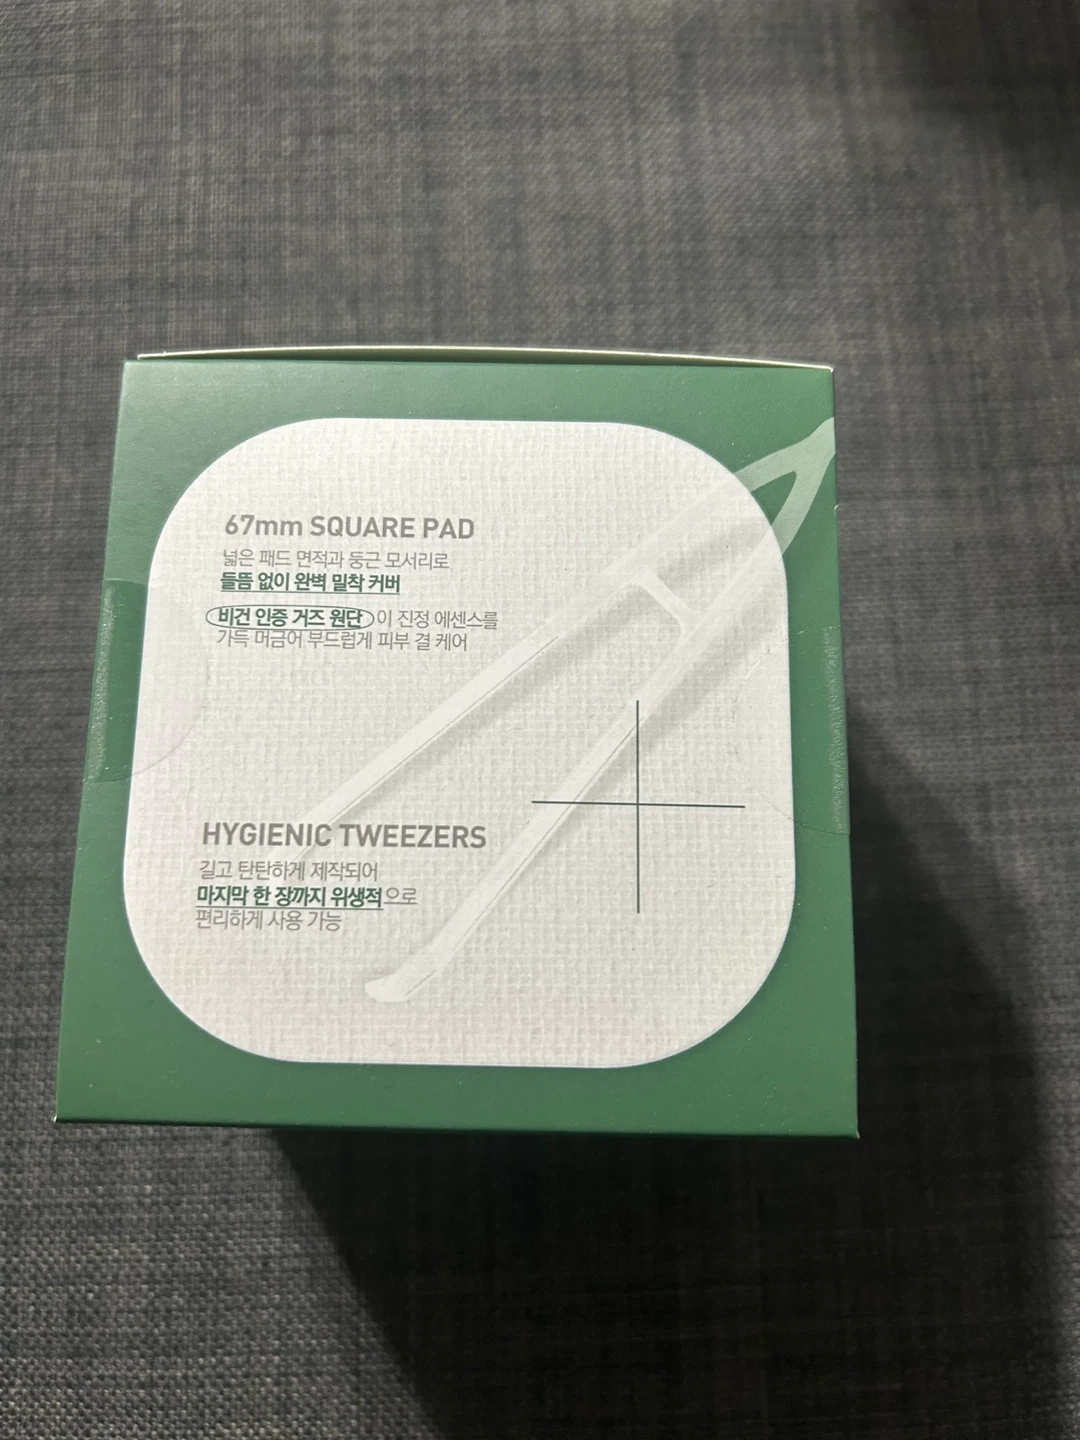 67mm SQUARE PAD
넓은 패드 면적과 둥근 모서리로
들뜸 없이 완벽 밀착 커버
비건 인증 거즈 원단이 진정 에센스를
가득 머금어 부드럽게 피부 결 케어
HYGIENIC TWEEZERS
길고 탄탄하게 제작되어
마지막 한 장까지 위생적으로
편리하게 사용 가능